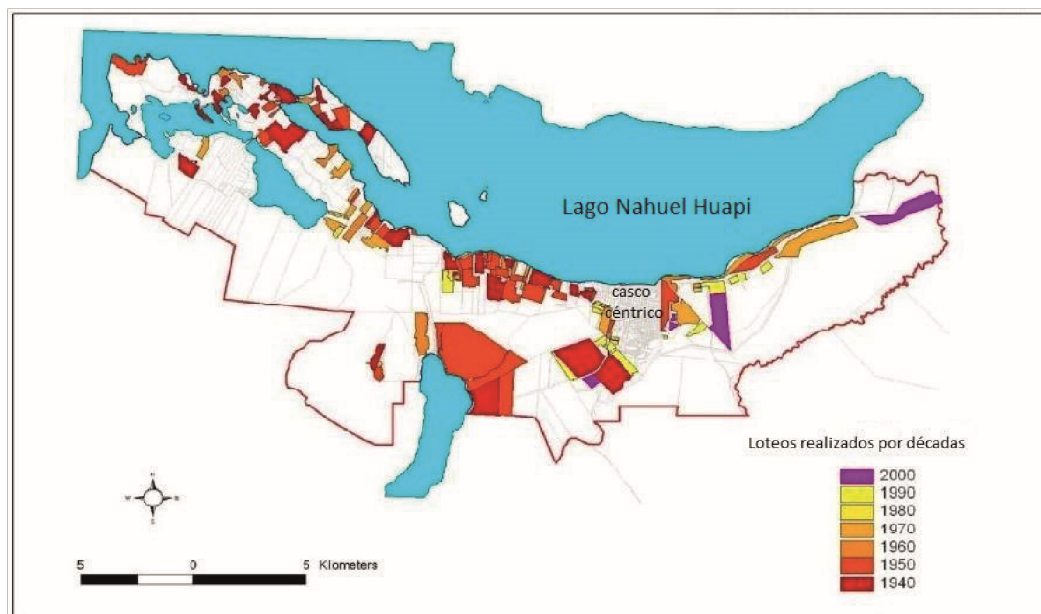 Lago Nahuel Huapi
casco
céntrico
Loteos realizados por décadas
2000
1990
1980
1970
1960
1950
1940
N
W
E
S
5 0 5 Kilometers